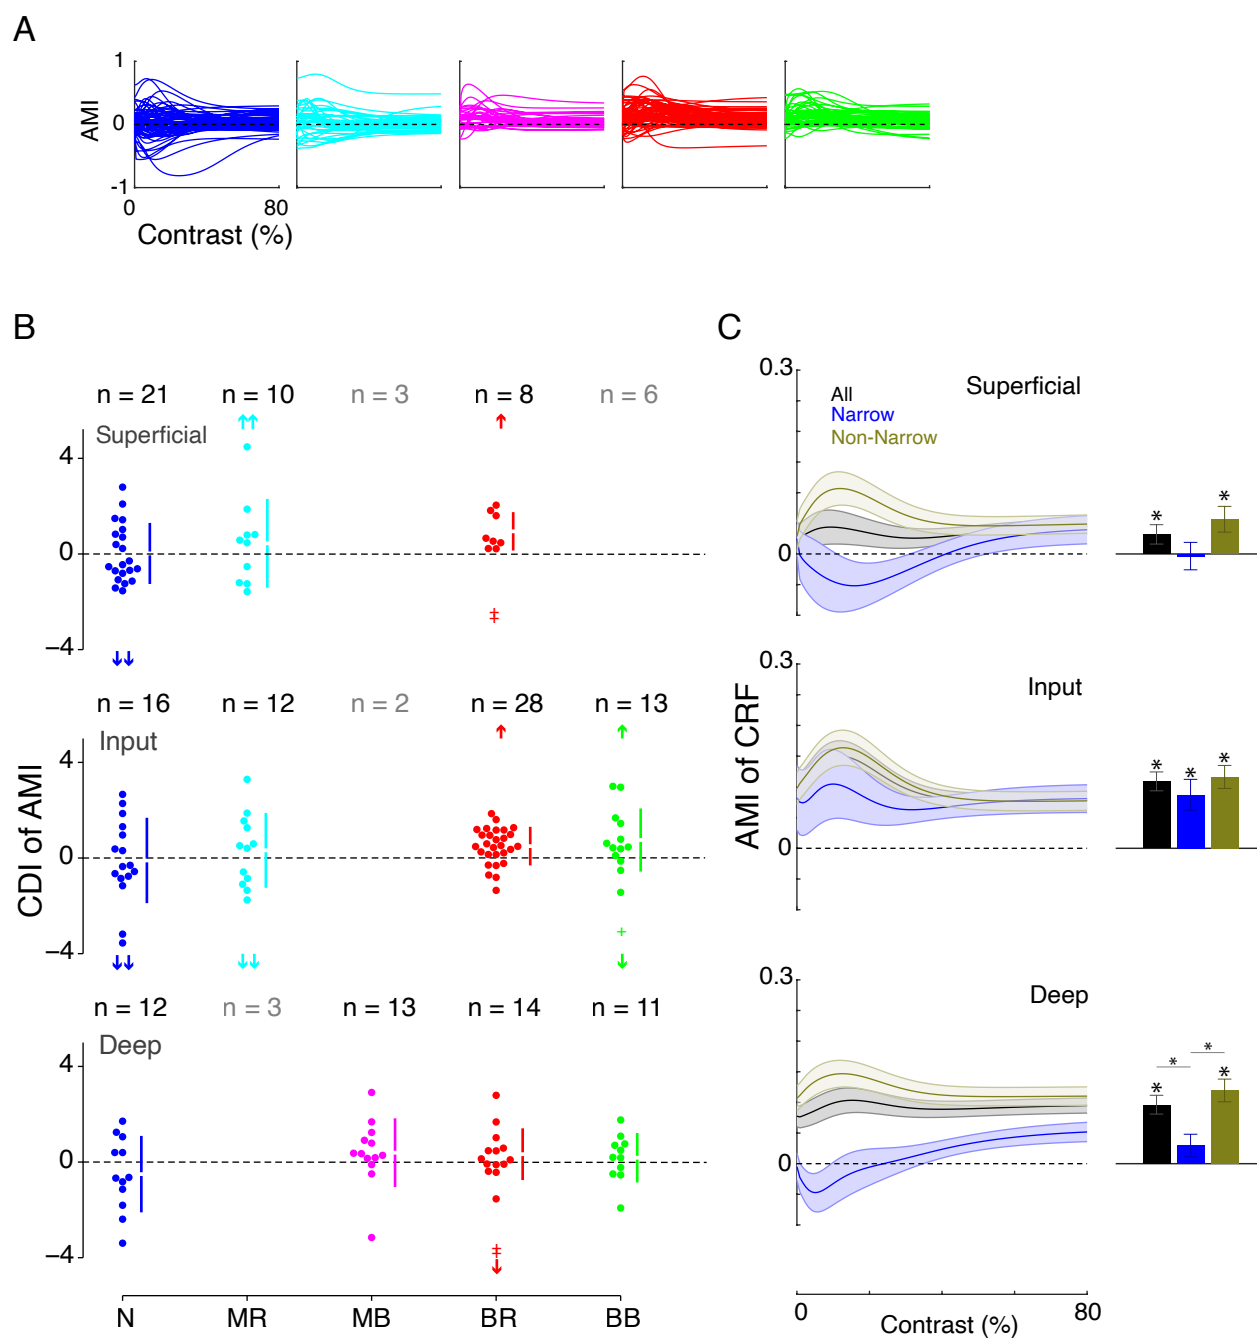 A
1
AMI
0
-1
0
80
Contrast (%)
B
n = 21
n = 10
n = 3
n = 8
n = 6
Superficial
4
0
−4
n = 16
n = 12
n = 2
n = 28
n = 13
Input
4
0
−4
CDI of AMI
n = 12
n = 3
n = 13
n = 14
n = 11
Deep
4
0
−4
N
MR
MB
BR
BB
C
0.3
Superficial
All
Narrow
Non-Narrow
0
* *
0.3
Input
0
* * *
AMI of CRF
0.3
Deep
0
* *
* *
0
80
Contrast (%)